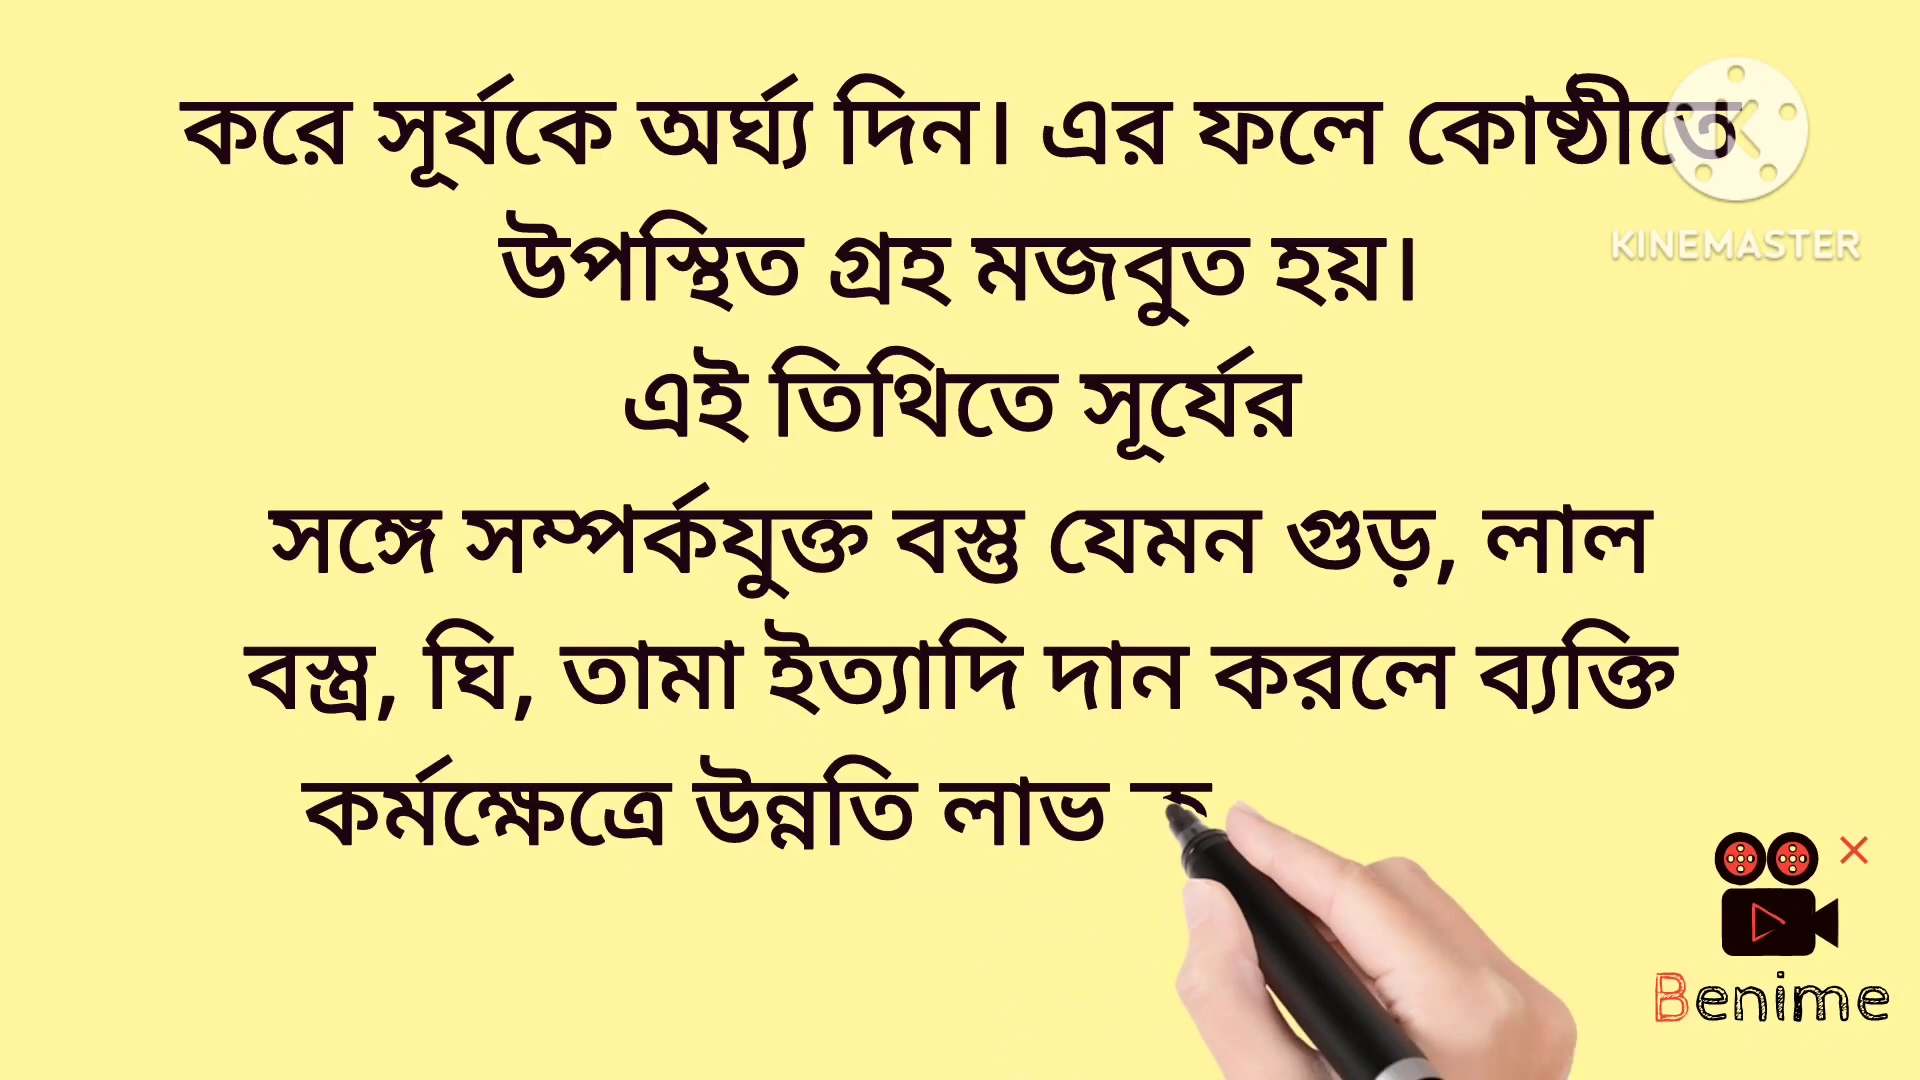 করে সূর্যকে অর্ঘ্য দিন। এর ফলে কোষ্ঠীতে
উপস্থিত গ্রহ মজবুত হয়।
এই তিথিতে সূর্যের
সঙ্গে সম্পর্কযুক্ত বস্তু যেমন গুড়, লাল
বস্ত্র, ঘি, তামা ইত্যাদি দান করলে ব্যক্তি
কর্মক্ষেত্রে উন্নতি লাভ
KINEMASTER
Benime